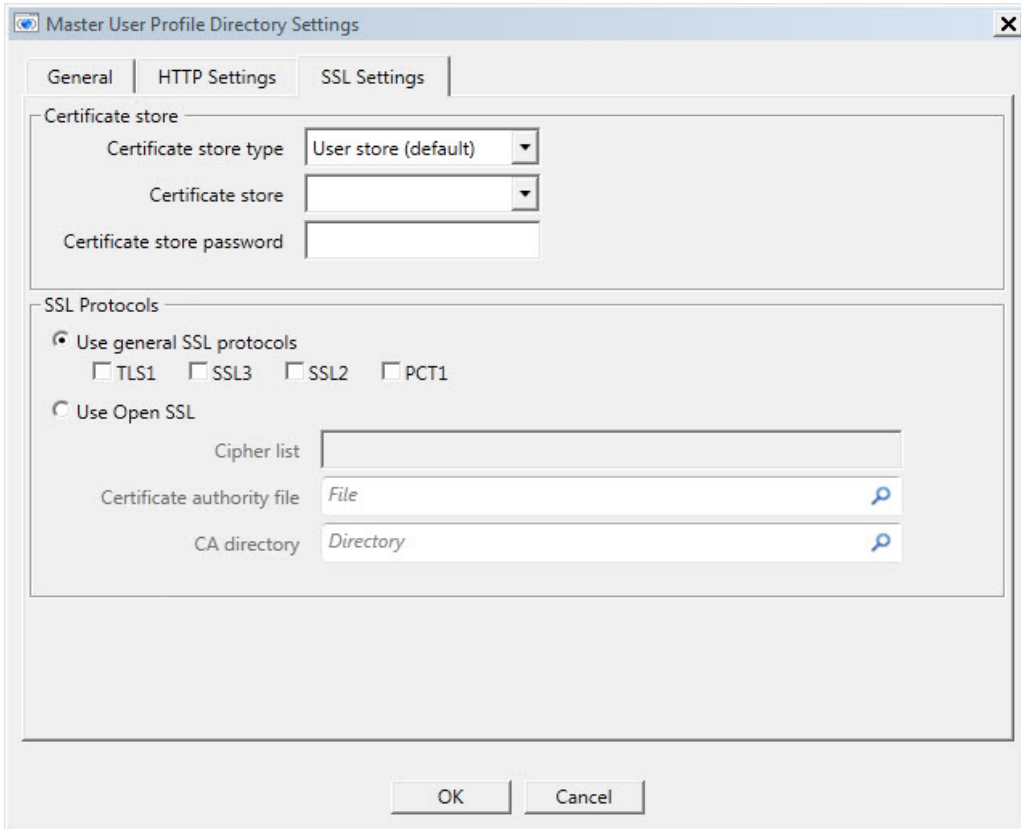 Master User Profile Directory Settings
General HTTP Settings SSL Settings
Certificate store
Certificate store type User store (default)
Certificate store
Certificate store password
SSL Protocols
Use general SSL protocols
TLS1 SSL3 SSL2 PCT1
Use Open SSL
Cipher list
Certificate authority file File
CA directory Directory
OK Cancel